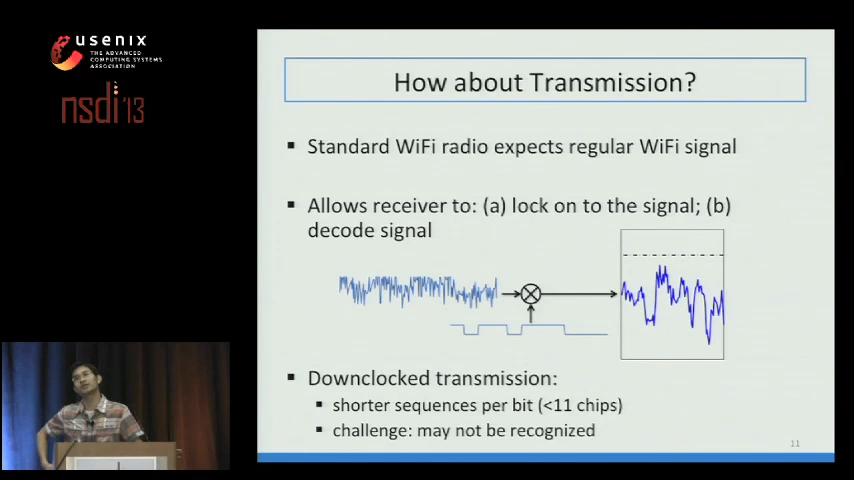 usenix
THE ADVANCED
COMPUTING SYSTEMS
ASSOCIATION
nsdi '13
How about Transmission?
▪ Standard WiFi radio expects regular WiFi signal
▪ Allows receiver to: (a) lock on to the signal; (b)
decode signal
▪ Downclocked transmission:
▪ shorter sequences per bit (<11 chips)
▪ challenge: may not be recognized
11